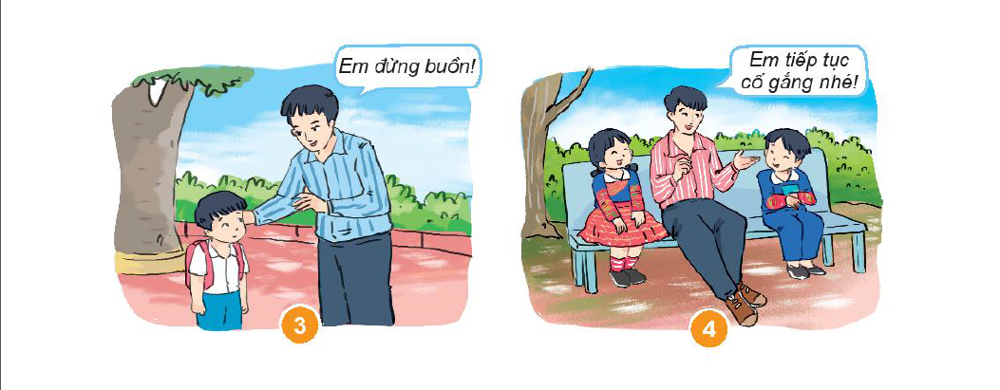 Em đừng buồn!
Em tiếp tục
cố gắng nhé!
3
4